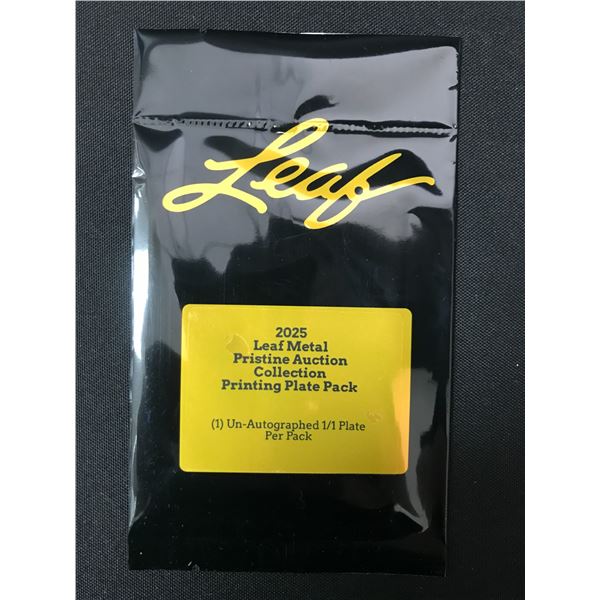 Leaf
2025
Leaf Metal
Pristine Auction
Collection
Printing Plate Pack
(1) Un-Autographed 1/1 Plate
Per Pack